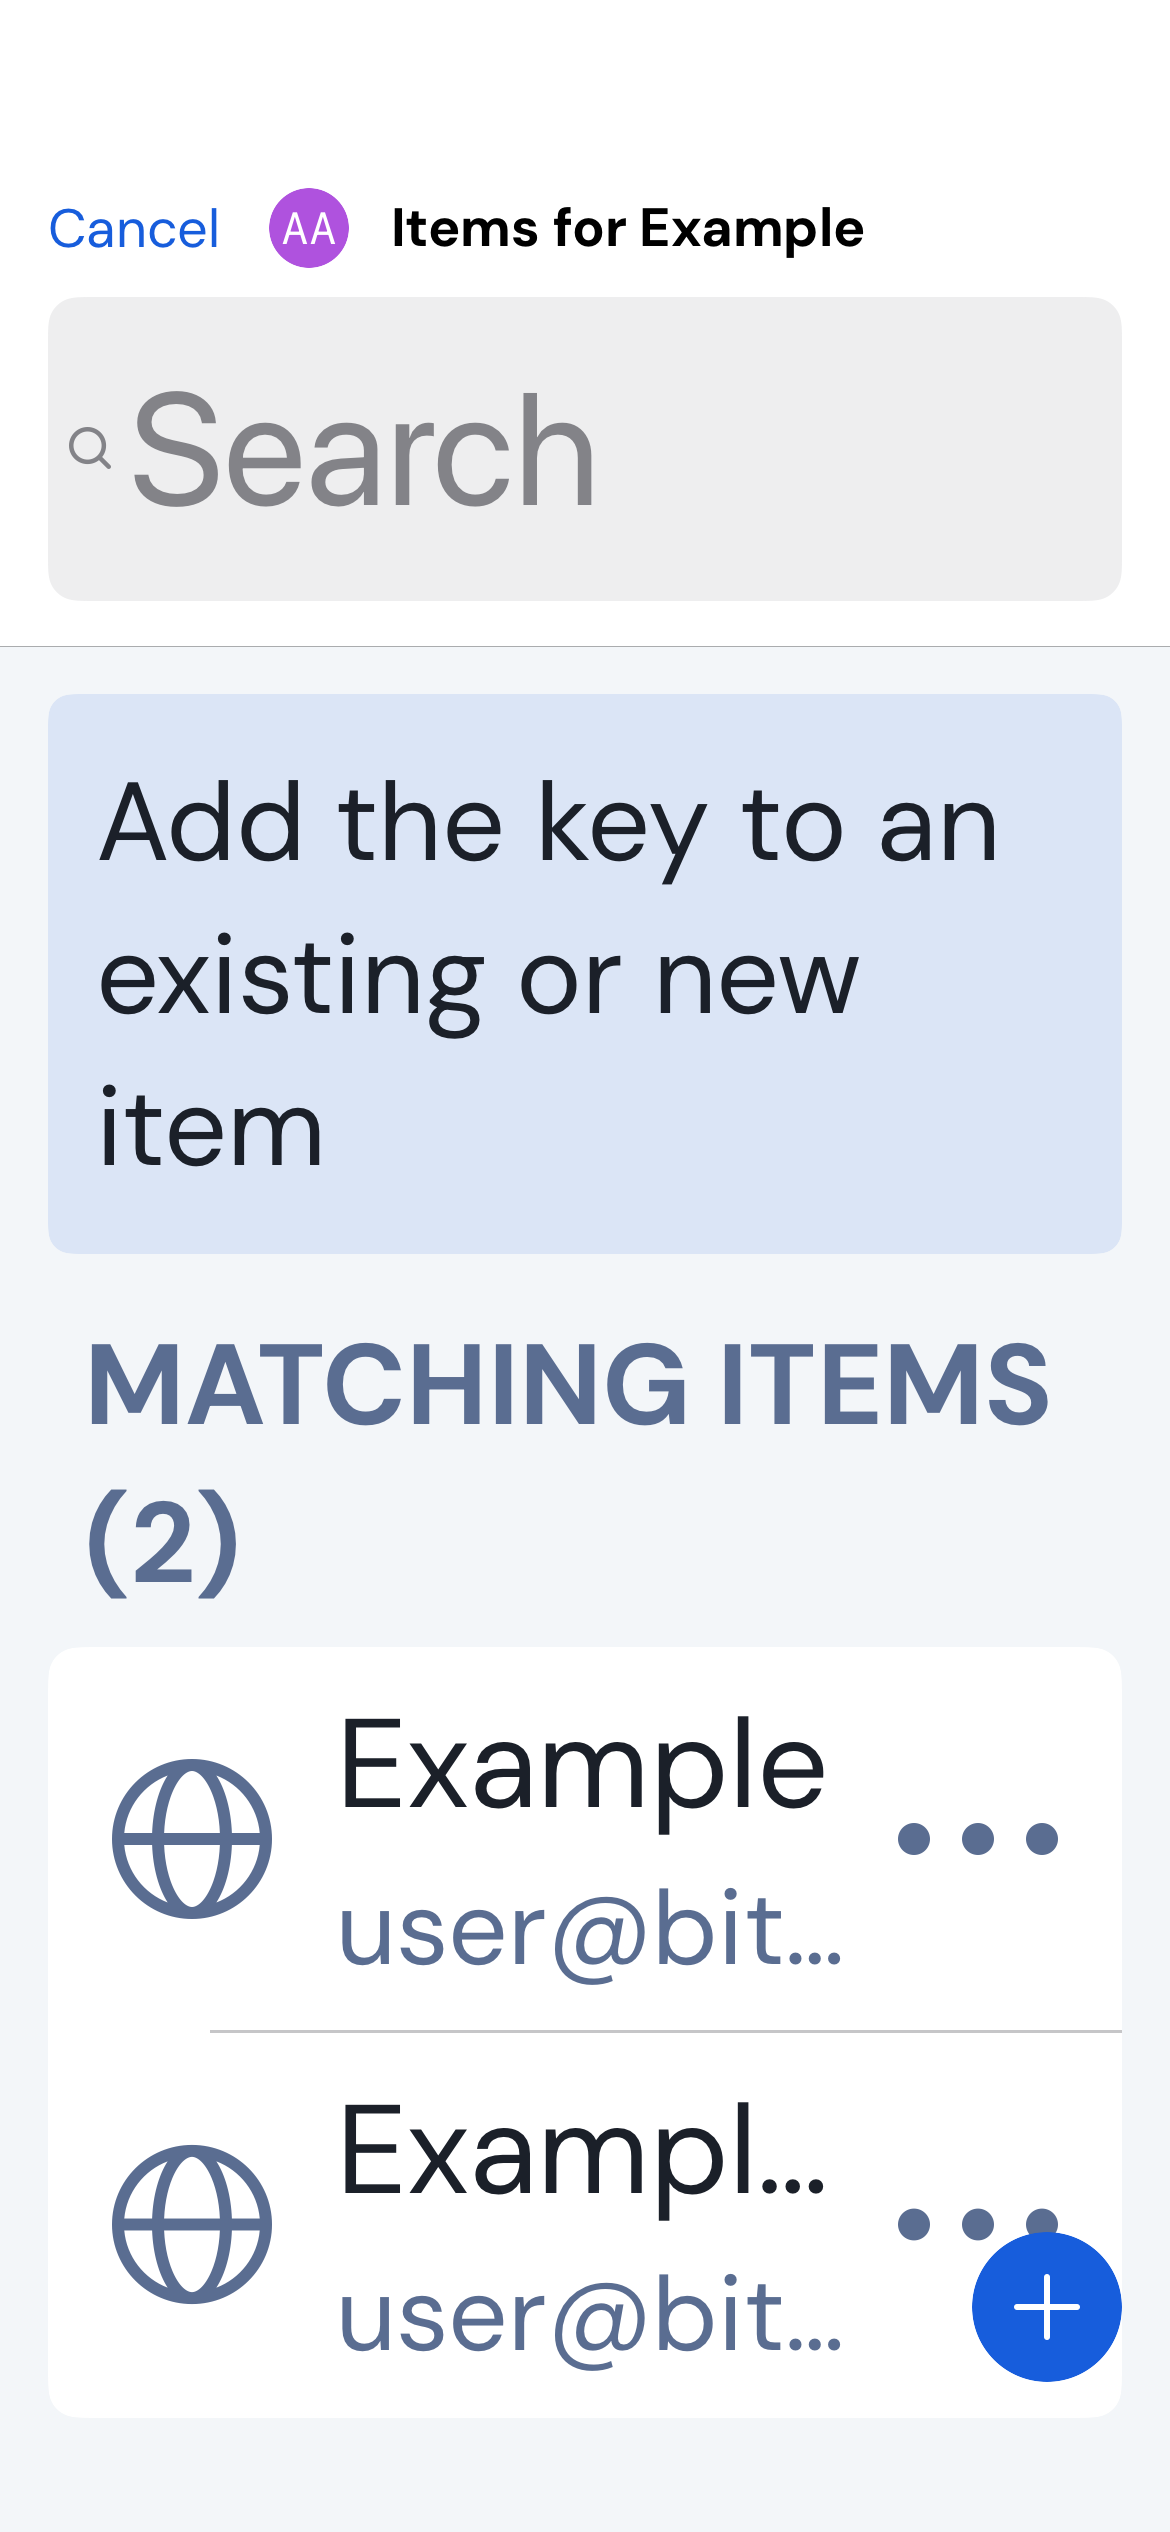 Cancel AA Items for Example
Search
Add the key to an
existing or new
item
MATCHING ITEMS
(2)
Example
user@bit...
Exampl...
user@bit...